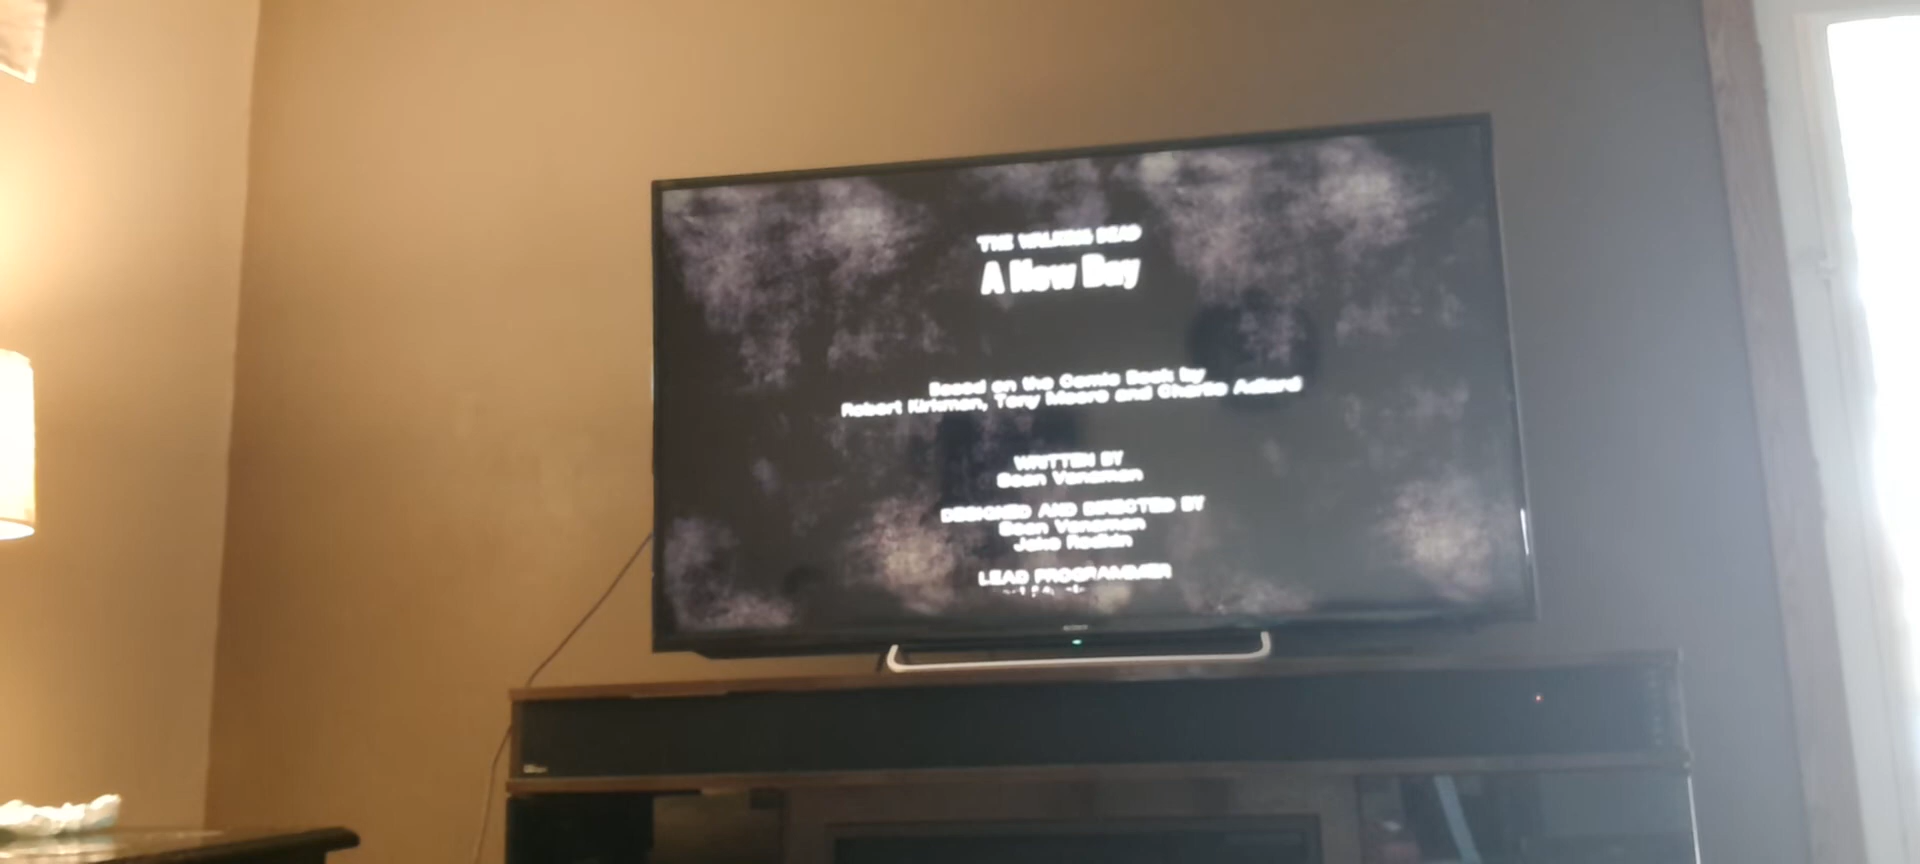 THE WALKING DEAD
A New Day
Based on the Comic Book by
Robert Kirkman, Tony Moore and Charlie Adlard
WRITTEN BY
Sean Vanaman
DESIGNED AND DIRECTED BY
Sean Vanaman
Jake Rodkin
LEAD PROGRAMMER
SONY